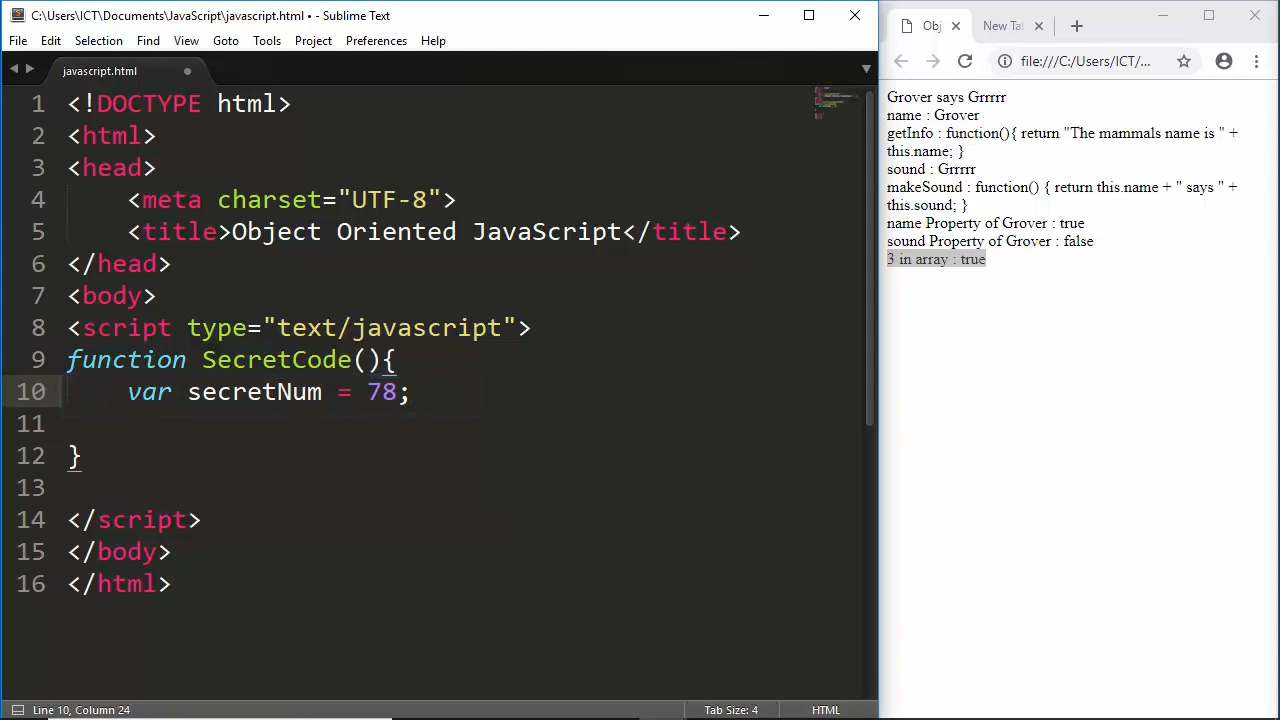 C:\Users\ICT\Documents\JavaScript\javascript.html • - Sublime Text
File Edit Selection Find View Goto Tools Project Preferences Help
javascript.html
1 <!DOCTYPE html>
2 <html>
3 <head>
4 <meta charset="UTF-8">
5 <title>Object Oriented JavaScript</title>
6 </head>
7 <body>
8 <script type="text/javascript">
9 function SecretCode(){
10 var secretNum = 78;
11
12 }
13
14 </script>
15 </body>
16 </html>
Line 10, Column 24
Tab Size: 4
HTML
Obj
New Tal
file:///C:/Users/ICT/...
Grover says Grrrrr
name : Grover
getInfo : function(){ return "The mammals name is " +
this.name; }
sound : Grrrrr
makeSound : function() { return this.name + " says " +
this.sound; }
name Property of Grover : true
sound Property of Grover : false
3 in array : true